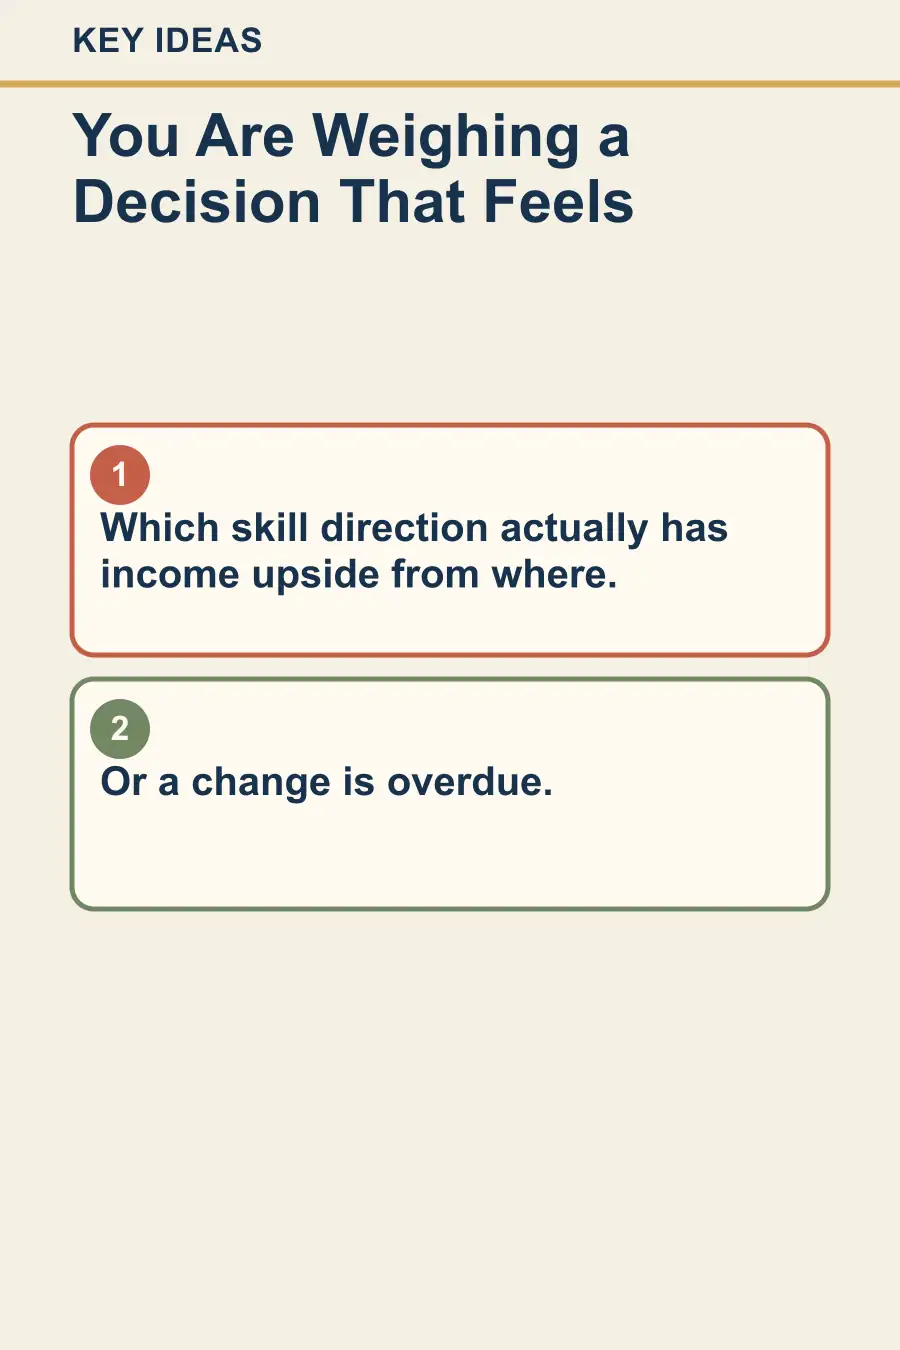 KEY IDEAS
You Are Weighing a
Decision That Feels
1
Which skill direction actually has
income upside from where.
2
Or a change is overdue.